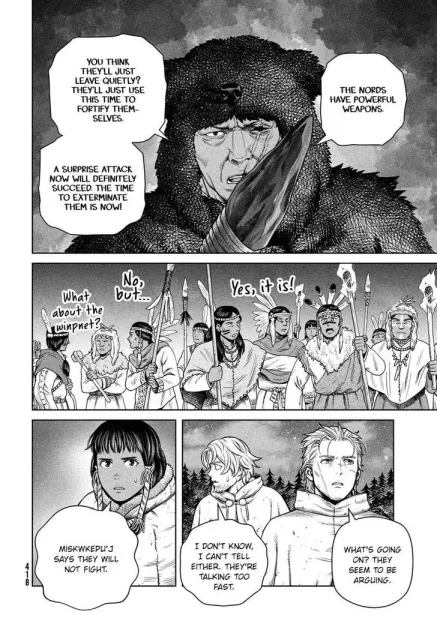 YOU THINK
THEY'LL JUST
LEAVE QUIETLY?
THEY'LL JUST USE
THIS TIME TO
FORTIFY THEM-
SELVES.
THE NORDS
HAVE POWERFUL
WEAPONS.
A SURPRISE ATTACK
NOW WILL DEFINITELY
SUCCEED. THE TIME
TO EXTERMINATE
THEM IS NOW!
What
about the
winpnet?
No,
but...
Yes, it is!
MISKWKEPU'J
SAYS THEY WILL
NOT FIGHT.
I DON'T KNOW,
I CAN'T TELL
EITHER. THEY'RE
TALKING TOO
FAST.
WHAT'S GOING
ON? THEY
SEEM TO BE
ARGUING.
418